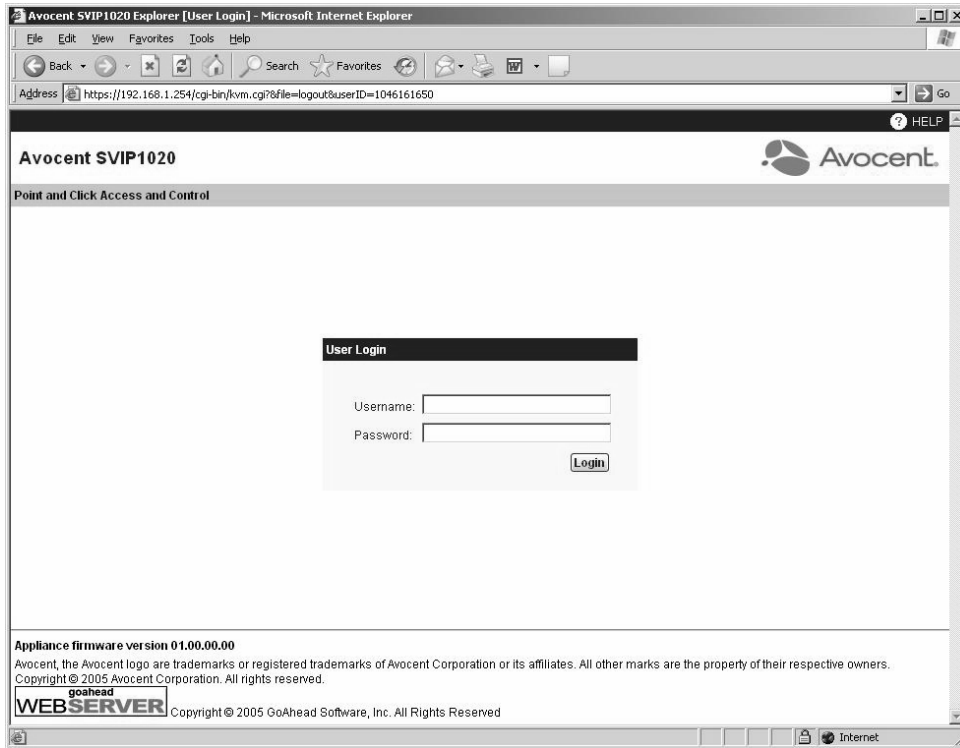 Avocent SVIP1020 Explorer [User Login] - Microsoft Internet Explorer
File Edit View Favorites Tools Help
Back Search Favorites
Address https://192.168.1.254/cgi-bin/kvm.cgi?&file=logout&userID=1046161650 Go
? HELP
Avocent SVIP1020 Avocent.
Point and Click Access and Control
User Login
Username:
Password:
Login
Appliance firmware version 01.00.00.00
Avocent, the Avocent logo are trademarks or registered trademarks of Avocent Corporation or its affiliates. All other marks are the property of their respective owners.
Copyright © 2005 Avocent Corporation. All rights reserved.
goahead
WEBSERVER Copyright © 2005 GoAhead Software, Inc. All Rights Reserved
Internet